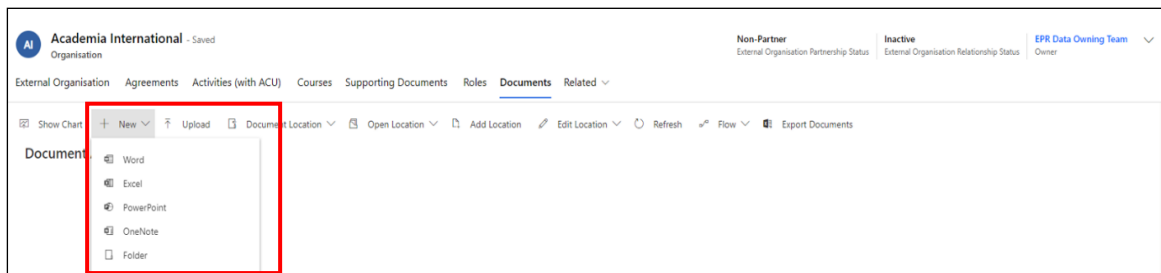 AI
Academia International - Saved
Organisation
Non-Partner
External Organisation Partnership Status
Inactive
External Organisation Relationship Status
EPR Data Owning Team
Owner
External Organisation Agreements Activities (with ACU) Courses Supporting Documents Roles Documents Related
Show Chart New Upload Document Location Open Location Add Location Edit Location Refresh Flow Export Documents
Document
Word
Excel
PowerPoint
OneNote
Folder